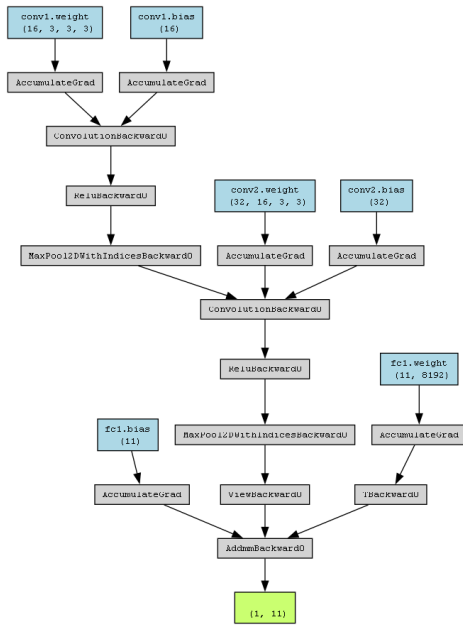 conv1.weight
(16, 3, 3, 3)
conv1.bias
(16)
AccumulateGrad
AccumulateGrad
ConvolutionBackward0
ReluBackward0
conv2.weight
(32, 16, 3, 3)
conv2.bias
(32)
MaxPool2DWithIndicesBackward0
AccumulateGrad
AccumulateGrad
ConvolutionBackward0
ReluBackward0
fc1.weight
(11, 8192)
fc1.bias
(11)
MaxPool2DWithIndicesBackward0
AccumulateGrad
AccumulateGrad
ViewBackward0
TBackward0
AddmmBackward0
(1, 11)